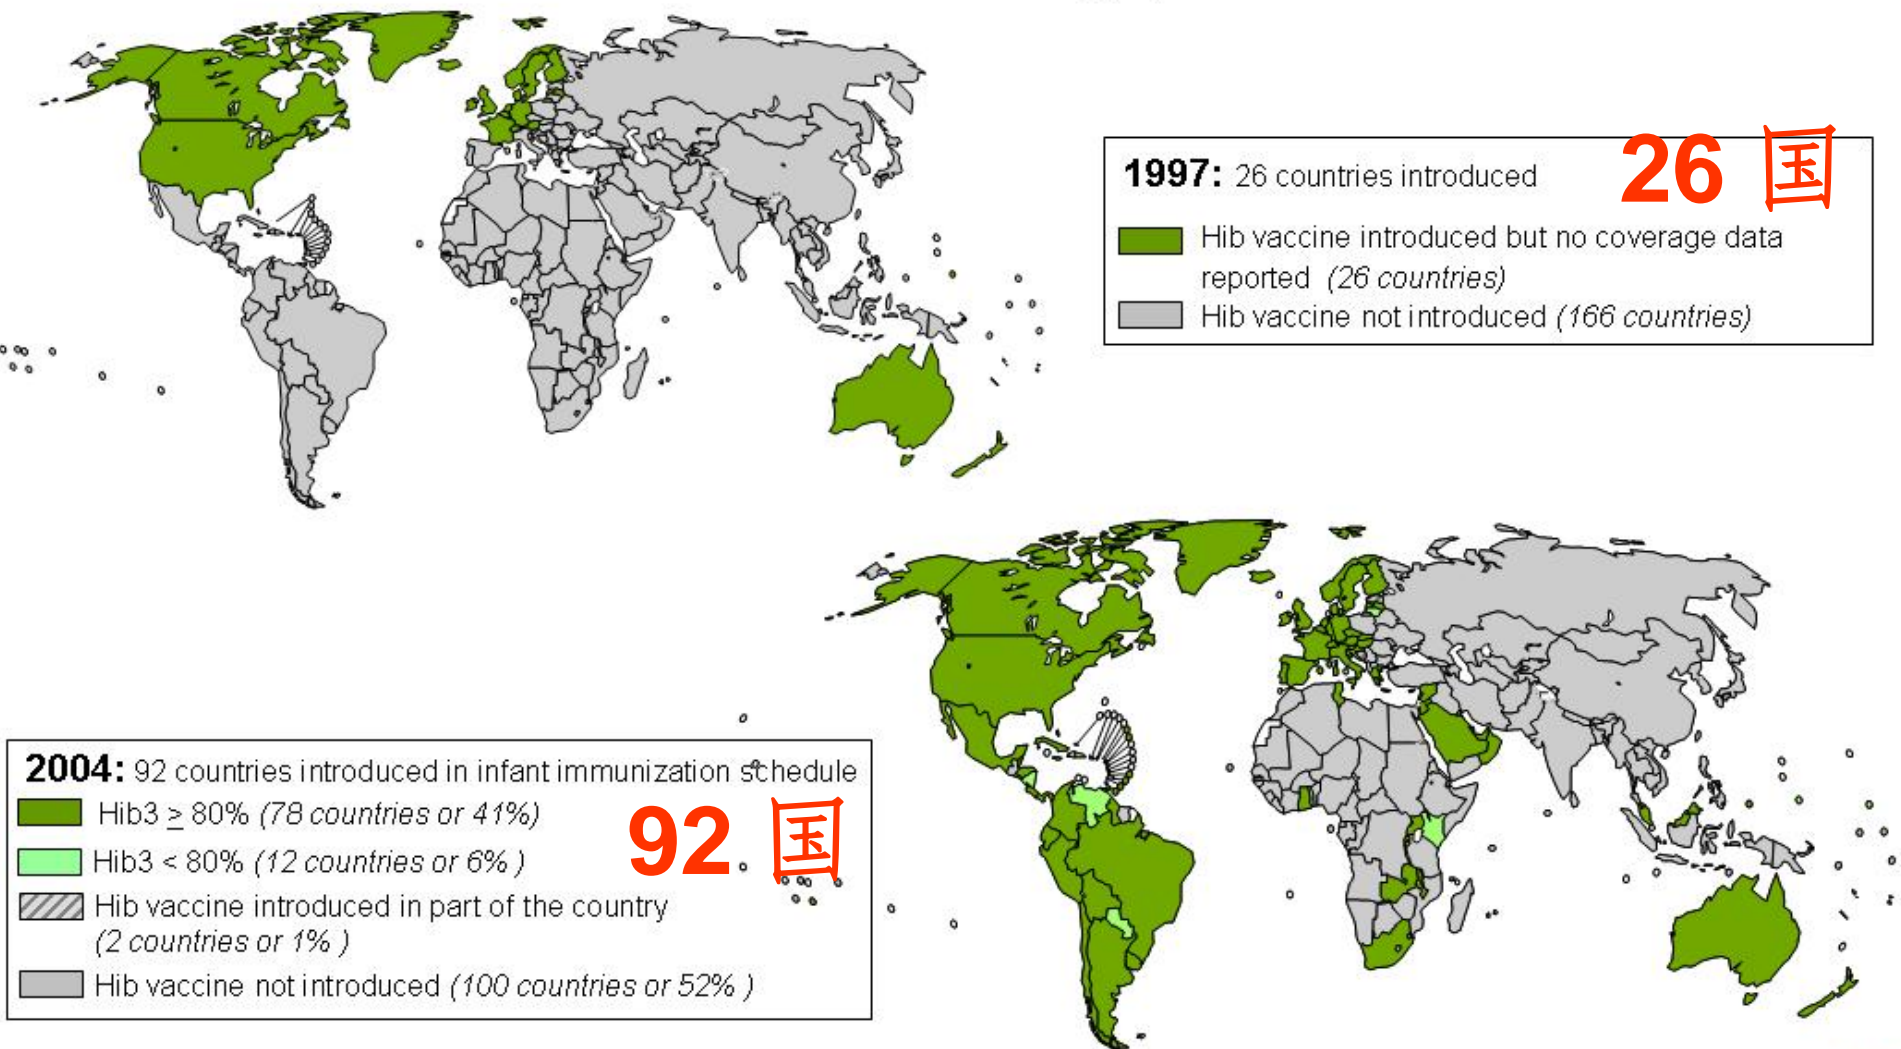 1997: 26 countries introduced
26 国
Hib vaccine introduced but no coverage data
reported (26 countries)
Hib vaccine not introduced (166 countries)
2004: 92 countries introduced in infant immunization schedule
Hib3 ≥ 80% (78 countries or 41%)
92 国
Hib3 < 80% (12 countries or 6% )
Hib vaccine introduced in part of the country
(2 countries or 1% )
Hib vaccine not introduced (100 countries or 52% )